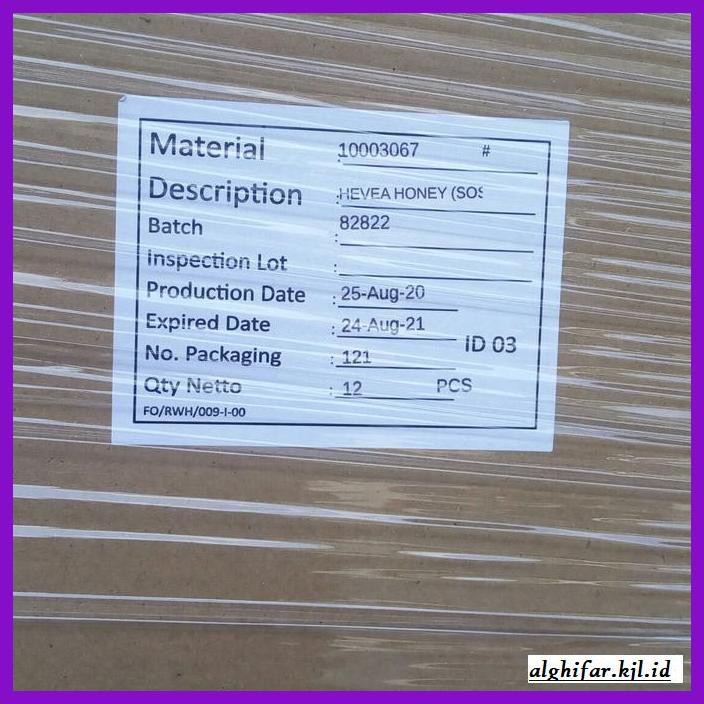 Material : 10003067 #
Description : HEVEA HONEY (SOS
Batch : 82822
Inspection Lot :
Production Date : 25-Aug-20
Expired Date : 24-Aug-21
ID 03
No. Packaging : 121
Qty Netto : 12 PCS
FO/RWH/009-I-00
alghifar.kjl.id